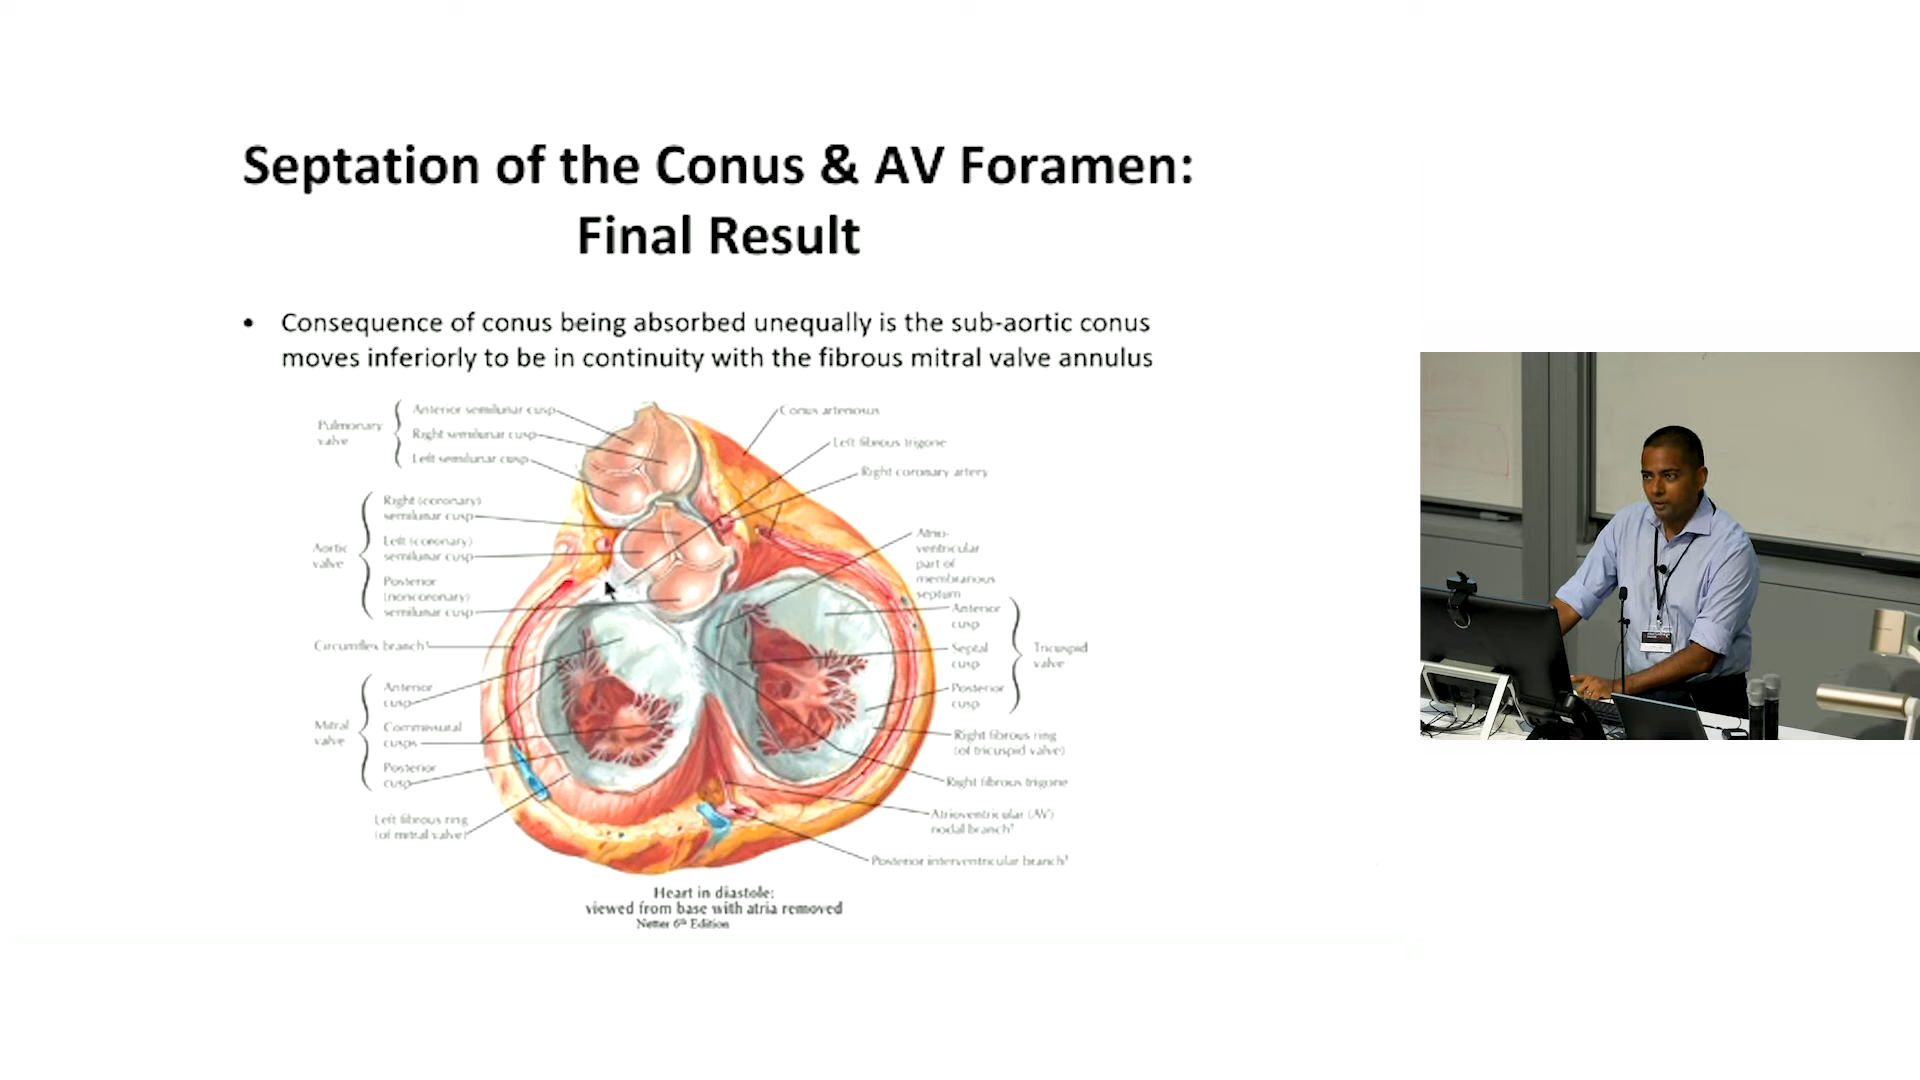 Septation of the Conus & AV Foramen:
Final Result
• Consequence of conus being absorbed unequally is the sub-aortic conus
moves inferiorly to be in continuity with the fibrous mitral valve annulus
Pulmonary
valve
Anterior semilunar cusp
Right semilunar cusp
Left semilunar cusp
Aortic
valve
Right (coronary)
semilunar cusp
Left (coronary)
semilunar cusp
Posterior
(noncoronary)
semilunar cusp
Circumflex branch†
Mitral
valve
Anterior
cusp
Commissural
cusps
Posterior
cusp
Left fibrous ring
(of mitral valve)
Conus arteriosus
Left fibrous trigone
Right coronary artery
Atrio-
ventricular
part of
membranous
septum
Anterior
cusp
Septal
cusp
Posterior
cusp
Tricuspid
valve
Right fibrous ring
(of tricuspid valve)
Right fibrous trigone
Atrioventricular (AV)
nodal branch†
Posterior interventricular branch†
Heart in diastole:
viewed from base with atria removed
Netter 6th Edition